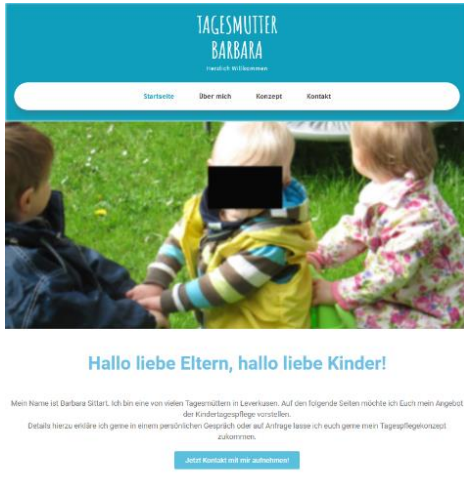 TAGESMUTTER
BARBARA
Herzlich Willkommen
Startseite Über mich Konzept Kontakt
Hallo liebe Eltern, hallo liebe Kinder!
Mein Name ist Barbara Sittart. Ich bin eine von vielen Tagesmüttern in Leverkusen. Auf den folgende Seiten möchte ich Euch mein Angebot
der Kindertagespflege vorstellen.
Details hierzu erkläre ich gerne in einem persönlichen Gespräch oder auf Anfrage lasse ich euch gerne mein Tagespflegekonzept
zukommen.
Jetzt Kontakt mit mir aufnehmen!